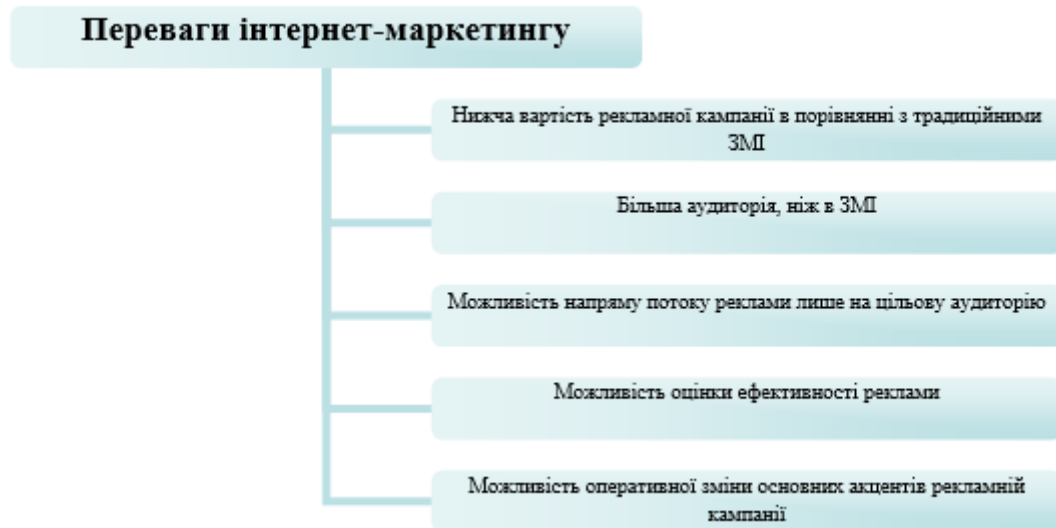 Переваги інтернет-маркетингу
Нижча вартість рекламної кампанії в порівнянні з традиційними
ЗМІ
Більша аудиторія, ніж в ЗМІ
Можливість напряму потоку реклами лише на цільову аудиторію
Можливість оцінки ефективності реклами
Можливість оперативної зміни основних акцентів рекламній
кампанії